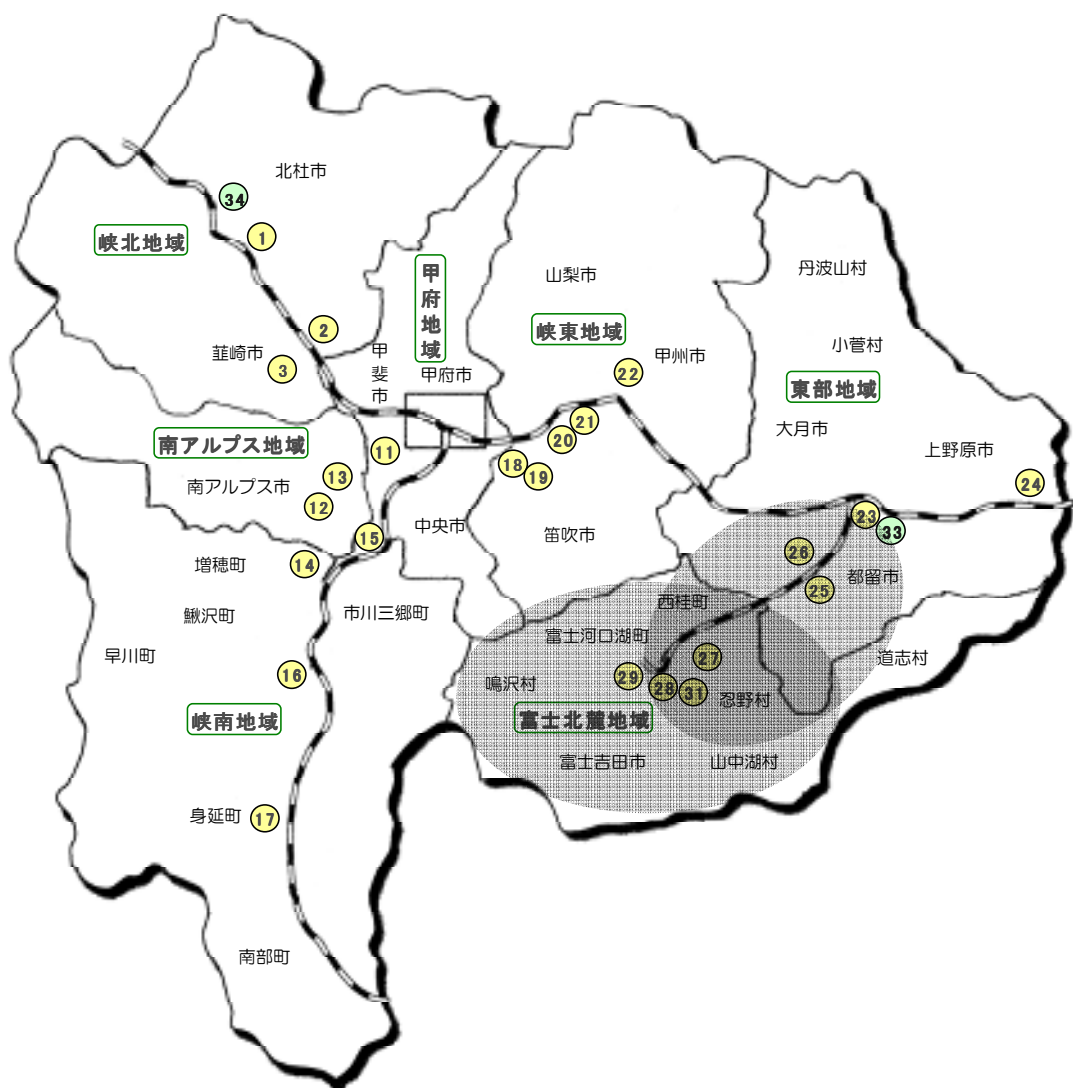 北杜市
34
1
峡北地域
甲府地域
山梨市
丹波山村
2
韮崎市
3
甲斐市
甲府市
峡東地域
甲州市
22
小菅村
東部地域
大月市
21
20
11
南アルプス地域
13
18
19
上野原市
24
南アルプス市
12
15
中央市
笛吹市
23
33
増穂町
14
26
都留市
25
鰍沢町
市川三郷町
西桂町
早川町
富士河口湖町
27
道志村
16
鳴沢村
29
28
31
忍野村
峡南地域
富士北麓地域
富士吉田市
山中湖村
身延町
17
南部町